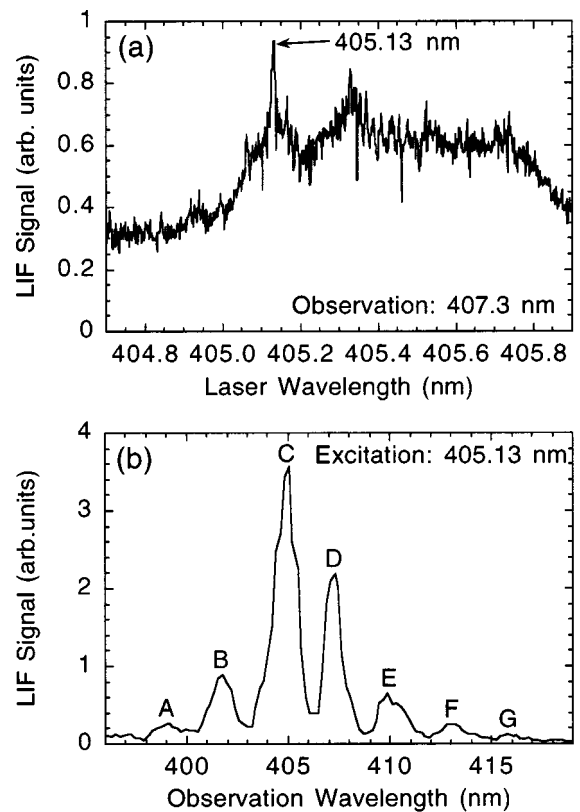 (a)
405.13 nm
1
0.8
0.6
0.4
0.2
0
LIF Signal (arb. units)
Observation: 407.3 nm
404.8 405.0 405.2 405.4 405.6 405.8
Laser Wavelength (nm)
(b)
Excitation: 405.13 nm
4
3
2
1
0
LIF Signal (arb.units)
A
B
C
D
E
F
G
400 405 410 415
Observation Wavelength (nm)